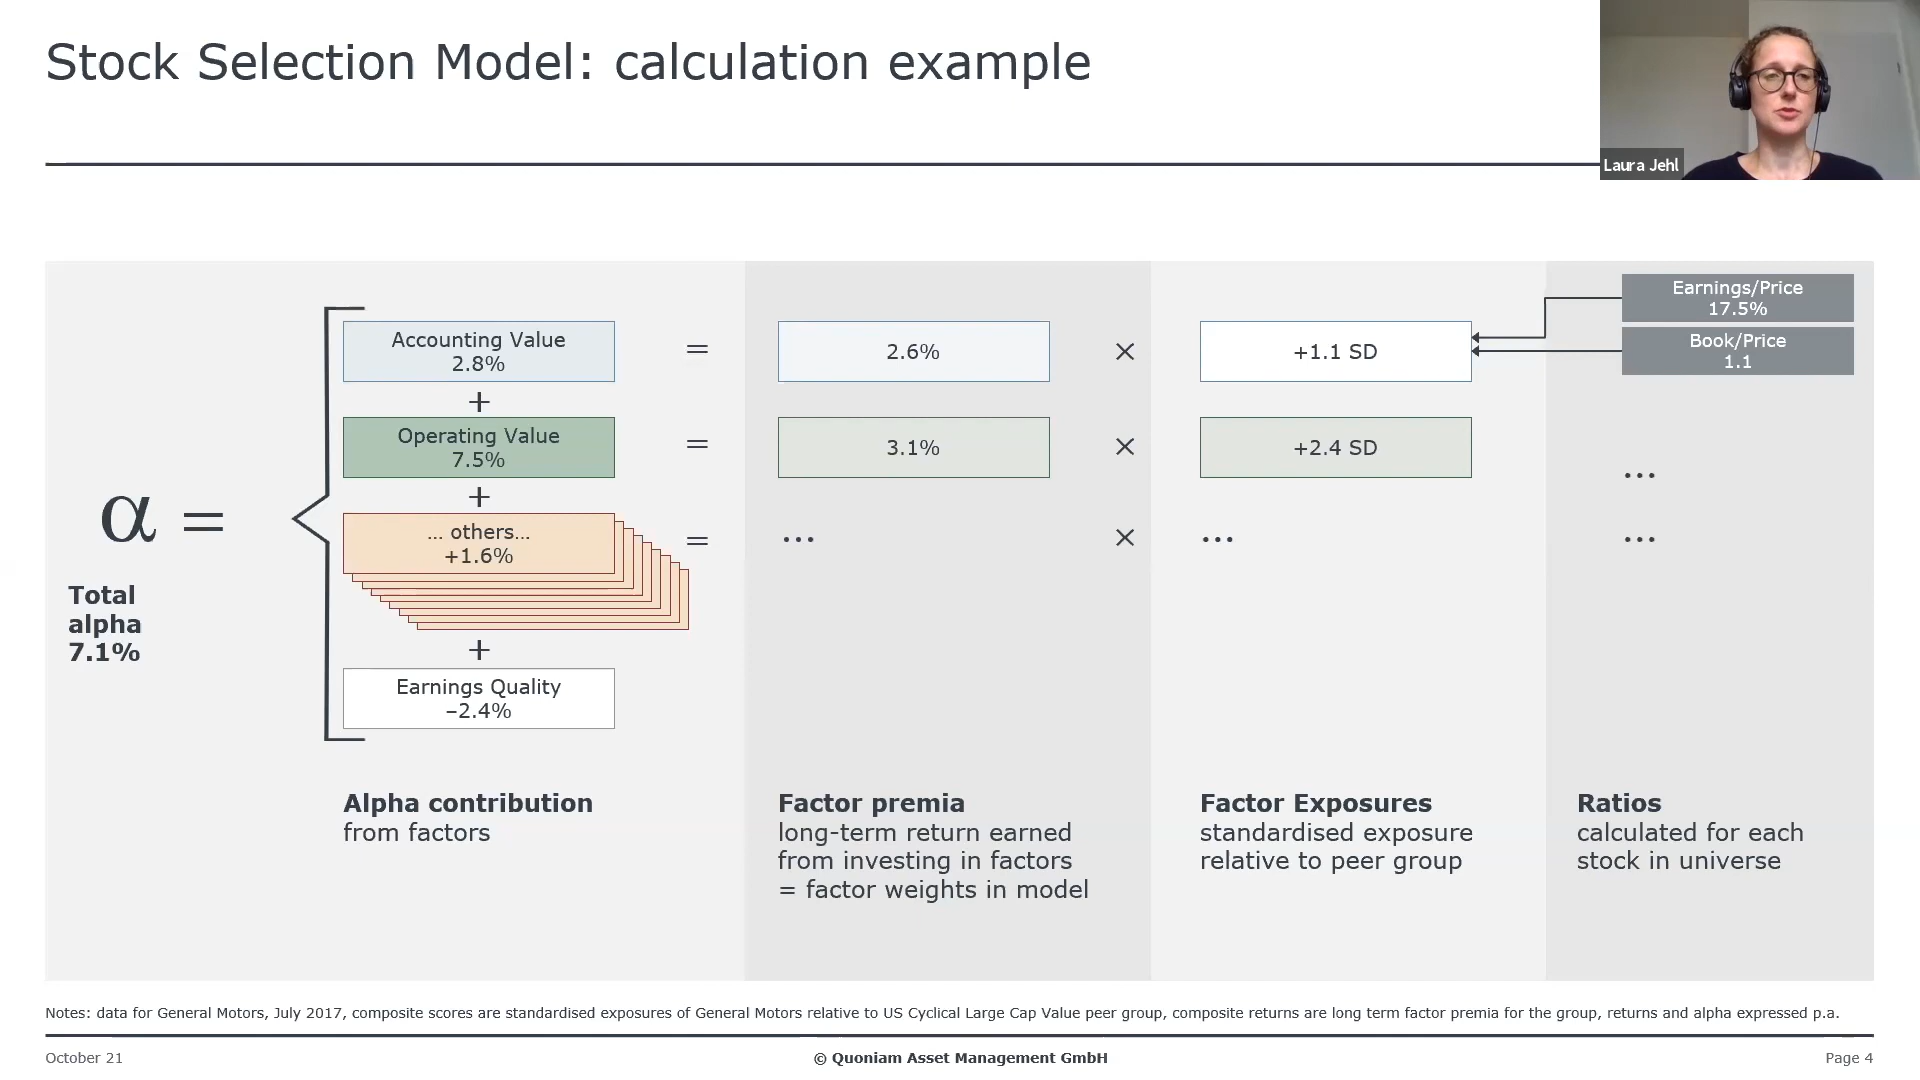 Stock Selection Model: calculation example
Laura Jehl
Earnings/Price
17.5%
Book/Price
1.1
Accounting Value
2.8%
=
2.6%
×
+1.1 SD
+
Operating Value
7.5%
=
3.1%
×
+2.4 SD
...
+
α =
... others...
+1.6%
=
...
×
...
...
Total
alpha
7.1%
+
Earnings Quality
–2.4%
Alpha contribution
from factors
Factor premia
long-term return earned
from investing in factors
= factor weights in model
Factor Exposures
standardised exposure
relative to peer group
Ratios
calculated for each
stock in universe
Notes: data for General Motors, July 2017, composite scores are standardised exposures of General Motors relative to US Cyclical Large Cap Value peer group, composite returns are long term factor premia for the group, returns and alpha expressed p.a.
October 21
© Quoniam Asset Management GmbH
Page 4